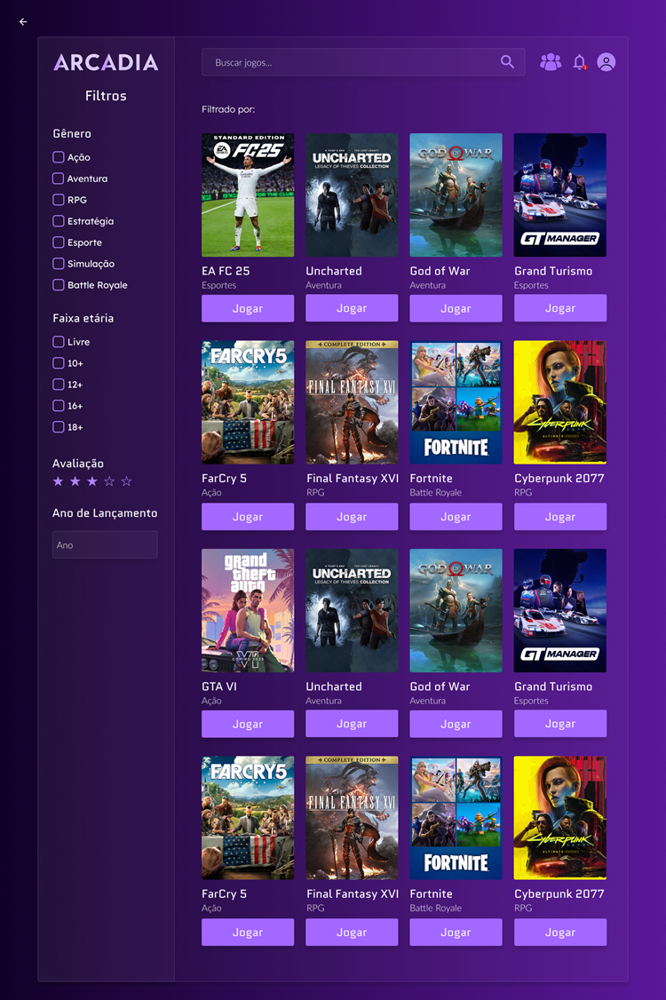 ARCADIA
Filtros
Gênero
Ação
Aventura
RPG
Estratégia
Esporte
Simulação
Battle Royale
Faixa etária
Livre
10+
12+
16+
18+
Avaliação
Ano de Lançamento
Ano
Buscar jogos...
Filtrado por:
STANDARD EDITION
EA SPORTS FC25
UNCHARTED
LEGACY OF THIEVES COLLECTION
GOD OF WAR
GT MANAGER
EA FC 25
Esportes
Jogar
Uncharted
Aventura
Jogar
God of War
Aventura
Jogar
Grand Turismo
Esportes
Jogar
FARCRY5
COMPLETE EDITION
FINAL FANTASY XVI
FORTNITE
Cyberpunk
ULTIMATE EDITION
FarCry 5
Ação
Jogar
Final Fantasy XVI
RPG
Jogar
Fortnite
Battle Royale
Jogar
Cyberpunk 2077
RPG
Jogar
grand
theft
auto
VI
COMING 2025
UNCHARTED
LEGACY OF THIEVES COLLECTION
GOD OF WAR
GT MANAGER
GTA VI
Ação
Jogar
Uncharted
Aventura
Jogar
God of War
Aventura
Jogar
Grand Turismo
Esportes
Jogar
FARCRY5
COMPLETE EDITION
FINAL FANTASY XVI
FORTNITE
Cyberpunk
ULTIMATE EDITION
FarCry 5
Ação
Jogar
Final Fantasy XVI
RPG
Jogar
Fortnite
Battle Royale
Jogar
Cyberpunk 2077
RPG
Jogar